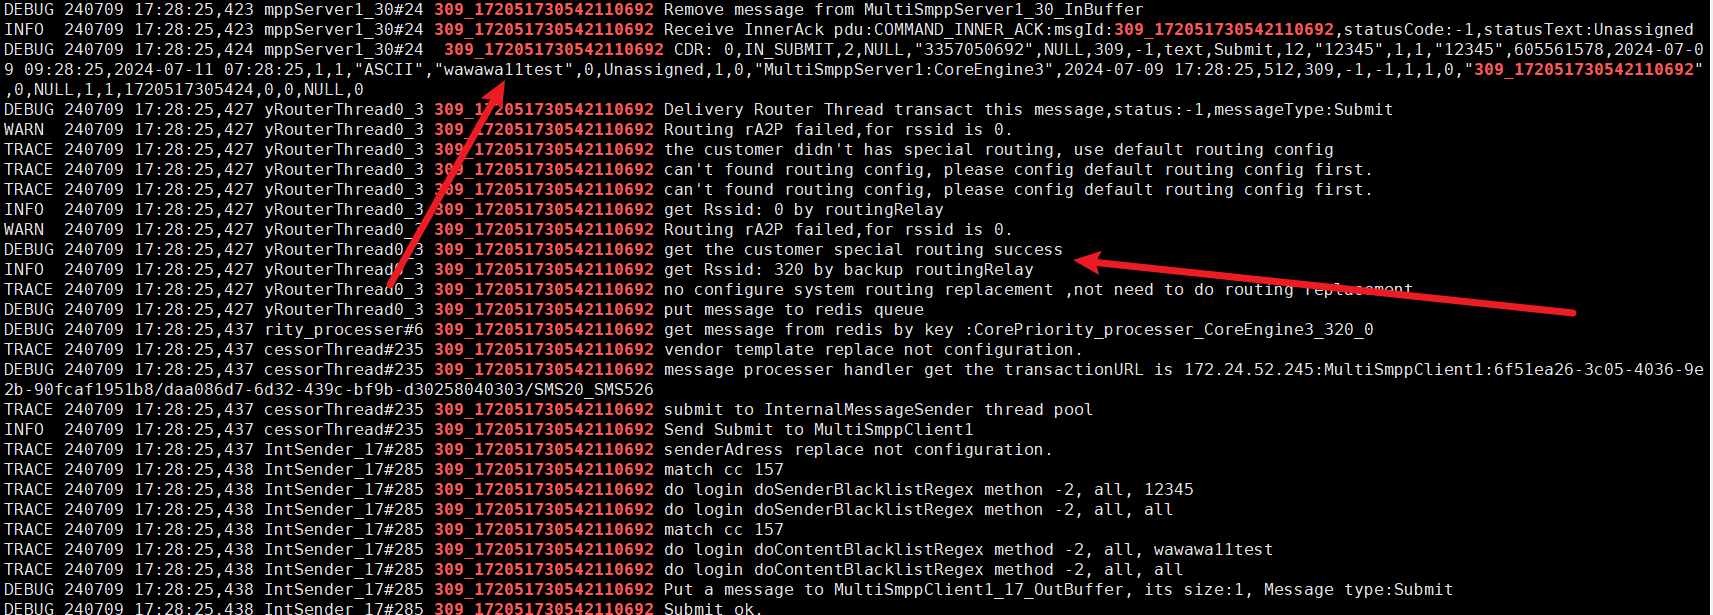 DEBUG 240709 17:28:25,423 mppServer1_30#24 309_172051730542110692 Remove message from MultiSmppServer1_30_InBuffer
INFO  240709 17:28:25,424 mppServer1_30#24 309_172051730542110692 Receive InnerAck pdu:COMMAND_INNER_ACK:msgId:309_172051730542110692,statusCode:-1,statusText:Unassigned
DEBUG 240709 17:28:25,424 mppServer1_30#24  309_172051730542110692 CDR: 0,IN_SUBMIT,2,NULL,"3357050692",NULL,309,-1,text,Submit,12,"12345",1,1,"12345",605561578,2024-07-0
9 09:28:25,2024-07-11 07:28:25,1,1,"ASCII","wawawa11test",0,Unassigned,1,0,"MultiSmppServer1:CoreEngine3",2024-07-09 17:28:25,512,309,-1,-1,1,1,0,"309_172051730542110692"
,0,NULL,1,1,1720517305424,0,0,NULL,0
DEBUG 240709 17:28:25,427 yRouterThread0_3 309_172051730542110692 Delivery Router Thread transact this message,status:-1,messageType:Submit
WARN  240709 17:28:25,427 yRouterThread0_3 309_172051730542110692 Routing rA2P failed,for rssid is 0.
TRACE 240709 17:28:25,427 yRouterThread0_3 309_172051730542110692 the customer didn't has special routing, use default routing config
TRACE 240709 17:28:25,427 yRouterThread0_3 309_172051730542110692 can't found routing config, please config default routing config first.
TRACE 240709 17:28:25,427 yRouterThread0_3 309_172051730542110692 can't found routing config, please config default routing config first.
INFO  240709 17:28:25,427 yRouterThread0_3 309_172051730542110692 get Rssid: 0 by routingRelay
WARN  240709 17:28:25,427 yRouterThread0_3 309_172051730542110692 Routing rA2P failed,for rssid is 0.
DEBUG 240709 17:28:25,427 yRouterThread0_3 309_172051730542110692 get the customer special routing success
INFO  240709 17:28:25,427 yRouterThread0_3 309_172051730542110692 get Rssid: 320 by backup routingRelay
TRACE 240709 17:28:25,427 yRouterThread0_3 309_172051730542110692 no configure system routing replacement ,not need to do routing replacement
DEBUG 240709 17:28:25,427 yRouterThread0_3 309_172051730542110692 put message to redis queue
DEBUG 240709 17:28:25,437 rity_processer#6 309_172051730542110692 get message from redis by key :CorePriority_processer_CoreEngine3_320_0
TRACE 240709 17:28:25,437 cessorThread#235 309_172051730542110692 vendor template replace not configuration.
DEBUG 240709 17:28:25,437 cessorThread#235 309_172051730542110692 message processer handler get the transactionURL is 172.24.52.245:MultiSmppClient1:6f51ea26-3c05-4036-9e
2b-90fcaf1951b8/daa086d7-6d32-439c-bf9b-d30258040303/SMS20_SMS526
TRACE 240709 17:28:25,437 cessorThread#235 309_172051730542110692 submit to InternalMessageSender thread pool
INFO  240709 17:28:25,437 cessorThread#235 309_172051730542110692 Send Submit to MultiSmppClient1
TRACE 240709 17:28:25,437 IntSender_17#285 309_172051730542110692 senderAdress replace not configuration.
TRACE 240709 17:28:25,438 IntSender_17#285 309_172051730542110692 match cc 157
TRACE 240709 17:28:25,438 IntSender_17#285 309_172051730542110692 do login doSenderBlacklistRegex methon -2, all, 12345
TRACE 240709 17:28:25,438 IntSender_17#285 309_172051730542110692 do login doSenderBlacklistRegex methon -2, all, all
TRACE 240709 17:28:25,438 IntSender_17#285 309_172051730542110692 match cc 157
TRACE 240709 17:28:25,438 IntSender_17#285 309_172051730542110692 do login doContentBlacklistRegex method -2, all, wawawa11test
TRACE 240709 17:28:25,438 IntSender_17#285 309_172051730542110692 do login doContentBlacklistRegex method -2, all, all
DEBUG 240709 17:28:25,438 IntSender_17#285 309_172051730542110692 Put a message to MultiSmppClient1_17_OutBuffer, its size:1, Message type:Submit
DEBUG 240709 17:28:25,438 IntSender_17#285 309_172051730542110692 Submit ok.